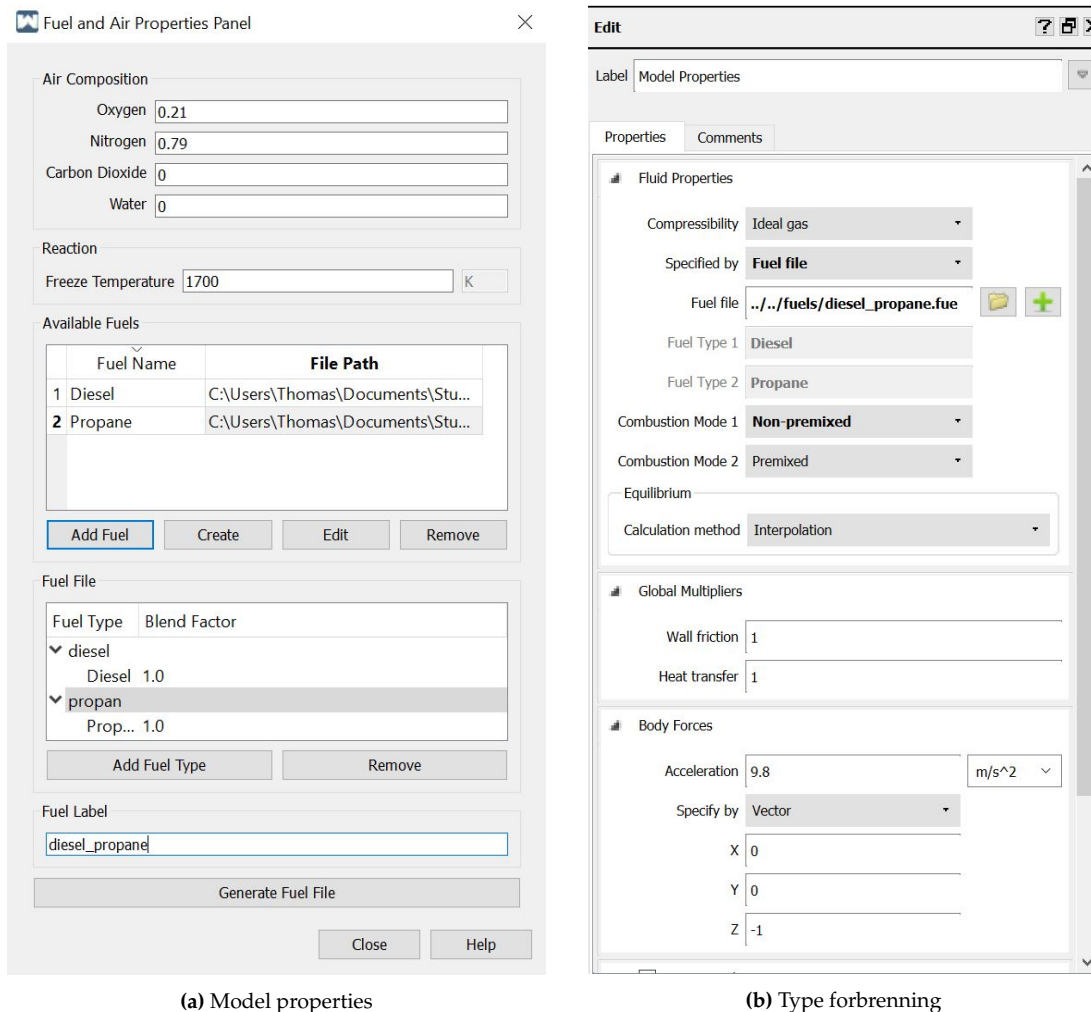 Fuel and Air Properties Panel
Air Composition
Oxygen 0.21
Nitrogen 0.79
Carbon Dioxide 0
Water 0
Reaction
Freeze Temperature 1700 K
Available Fuels
Fuel Name File Path
1 Diesel C:\Users\Thomas\Documents\Stu...
2 Propane C:\Users\Thomas\Documents\Stu...
Add Fuel Create Edit Remove
Fuel File
Fuel Type Blend Factor
diesel
Diesel 1.0
propan
Prop... 1.0
Add Fuel Type Remove
Fuel Label
diesel_propane
Generate Fuel File
Close Help
(a) Model properties
Edit
Label Model Properties
Properties Comments
Fluid Properties
Compressibility Ideal gas
Specified by Fuel file
Fuel file ../../fuels/diesel_propane.fue
Fuel Type 1 Diesel
Fuel Type 2 Propane
Combustion Mode 1 Non-premixed
Combustion Mode 2 Premixed
Equilibrium
Calculation method Interpolation
Global Multipliers
Wall friction 1
Heat transfer 1
Body Forces
Acceleration 9.8 m/s^2
Specify by Vector
X 0
Y 0
Z -1
(b) Type forbrenning